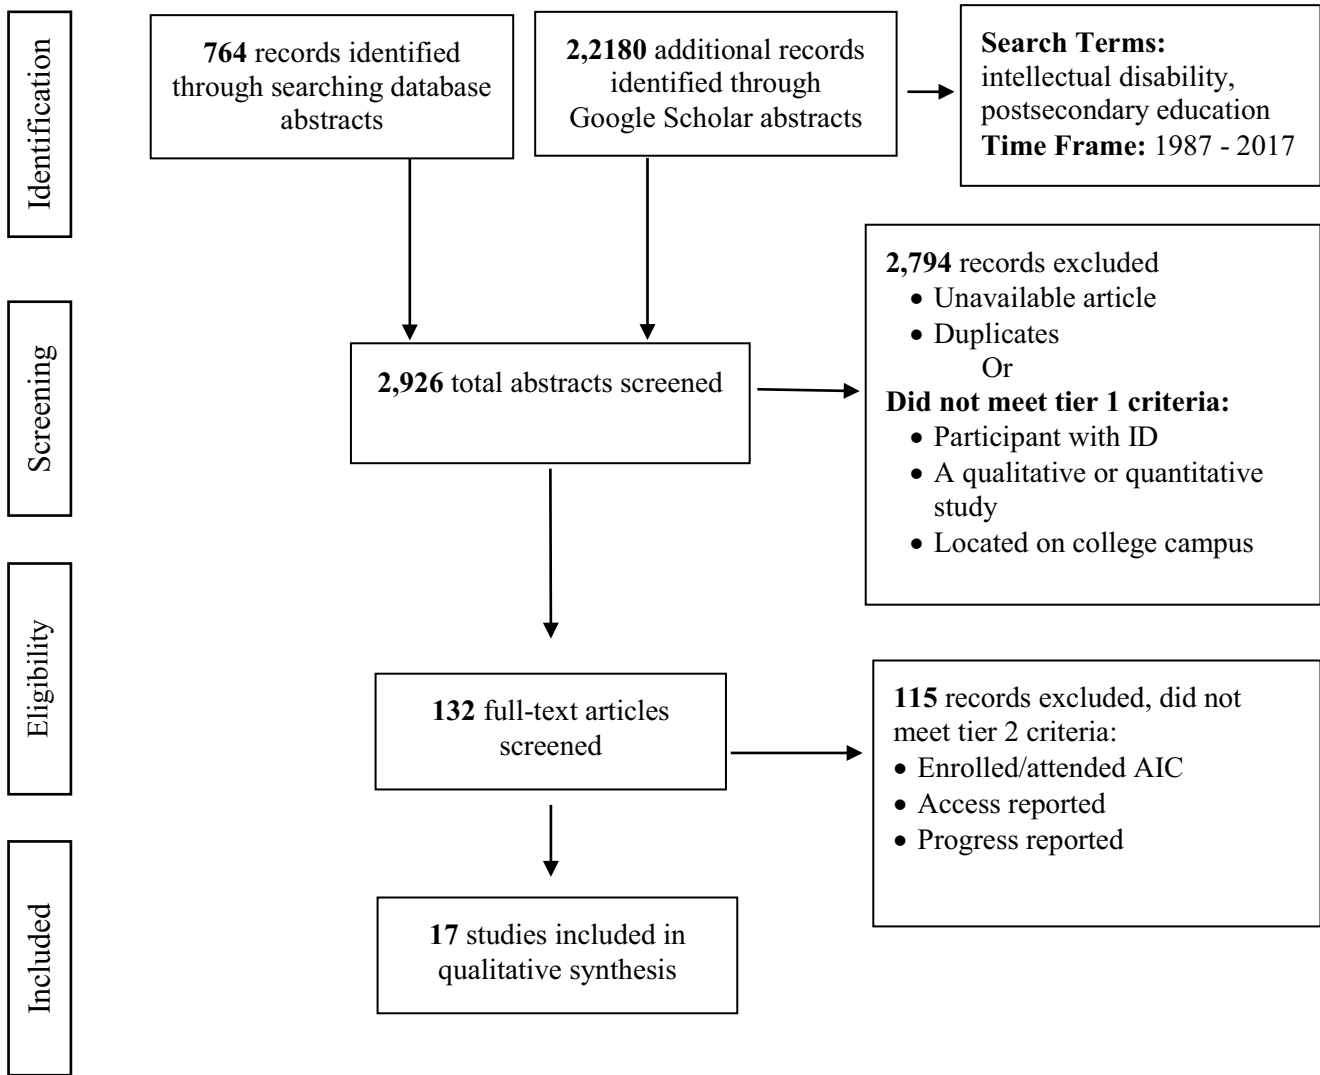 Identification
764 records identified
through searching database
abstracts
2,2180 additional records
identified through
Google Scholar abstracts
Search Terms:
intellectual disability,
postsecondary education
Time Frame: 1987 - 2017
Screening
2,926 total abstracts screened
2,794 records excluded
• Unavailable article
• Duplicates
Or
Did not meet tier 1 criteria:
• Participant with ID
• A qualitative or quantitative
study
• Located on college campus
Eligibility
132 full-text articles
screened
115 records excluded, did not
meet tier 2 criteria:
• Enrolled/attended AIC
• Access reported
• Progress reported
Included
17 studies included in
qualitative synthesis